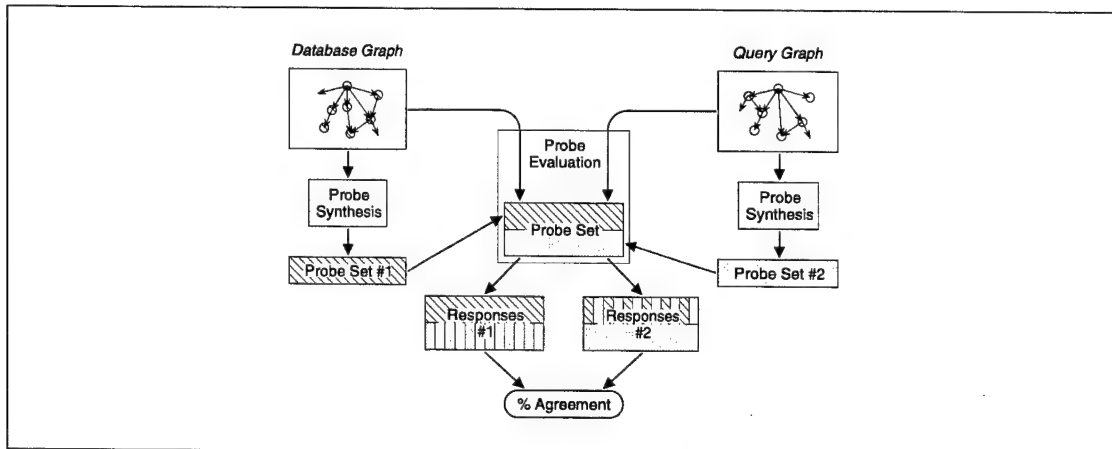 Database Graph
Query Graph
Probe
Evaluation
Probe
Synthesis
Probe
Synthesis
Probe Set
Probe Set #1
Probe Set #2
Responses
#1
Responses
#2
% Agreement